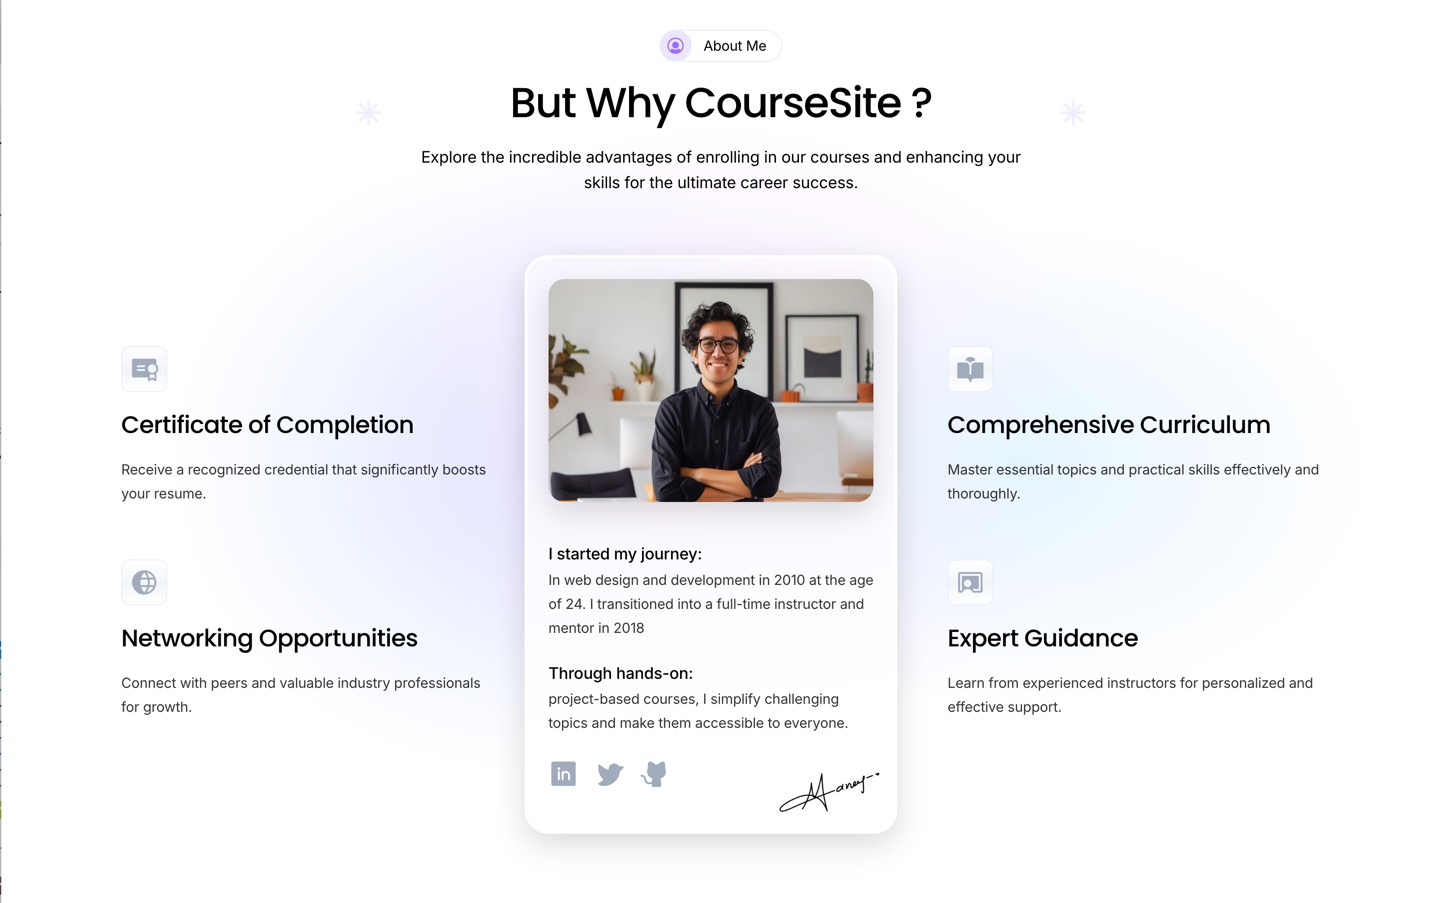 About Me
But Why CourseSite ?
Explore the incredible advantages of enrolling in our courses and enhancing your
skills for the ultimate career success.
Certificate of Completion
Receive a recognized credential that significantly boosts
your resume.
Networking Opportunities
Connect with peers and valuable industry professionals
for growth.
I started my journey:
In web design and development in 2010 at the age
of 24. I transitioned into a full-time instructor and
mentor in 2018
Through hands-on:
project-based courses, I simplify challenging
topics and make them accessible to everyone.
in
Comprehensive Curriculum
Master essential topics and practical skills effectively and
thoroughly.
Expert Guidance
Learn from experienced instructors for personalized and
effective support.